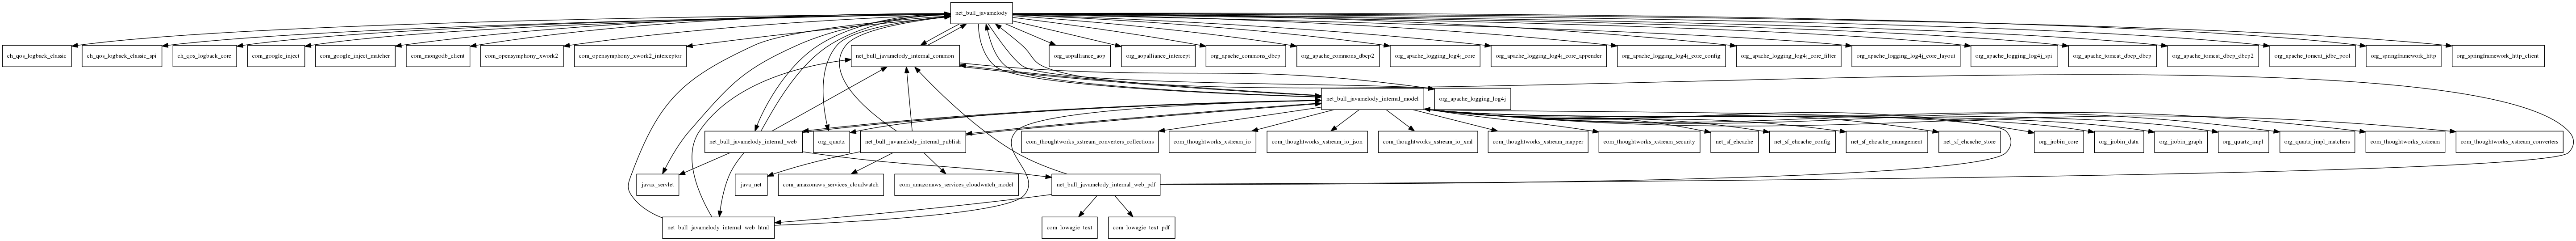 net_bull_javamelody
ch_qos_logback_classic
ch_qos_logback_classic_spi
ch_qos_logback_core
com_google_inject
com_google_inject_matcher
com_mongodb_client
com_opensymphony_xwork2
com_opensymphony_xwork2_interceptor
net_bull_javamelody_internal_common
org_aopalliance_aop
org_aopalliance_intercept
org_apache_commons_dbcp
org_apache_commons_dbcp2
org_apache_logging_log4j_core
org_apache_logging_log4j_core_appender
org_apache_logging_log4j_core_config
org_apache_logging_log4j_core_filter
org_apache_logging_log4j_core_layout
org_apache_logging_log4j_spi
org_apache_tomcat_dbcp_dbcp
org_apache_tomcat_dbcp_dbcp2
org_apache_tomcat_jdbc_pool
org_springframework_http
org_springframework_http_client
net_bull_javamelody_internal_model
org_apache_logging_log4j
net_bull_javamelody_internal_web
org_quartz
net_bull_javamelody_internal_publish
com_thoughtworks_xstream_converters_collections
com_thoughtworks_xstream_io
com_thoughtworks_xstream_io_json
com_thoughtworks_xstream_io_xml
com_thoughtworks_xstream_mapper
com_thoughtworks_xstream_security
net_sf_ehcache
net_sf_ehcache_config
net_sf_ehcache_management
net_sf_ehcache_store
org_jrobin_core
org_jrobin_data
org_jrobin_graph
org_quartz_impl
org_quartz_impl_matchers
com_thoughtworks_xstream
com_thoughtworks_xstream_converters
javax_servlet
java_net
com_amazonaws_services_cloudwatch
com_amazonaws_services_cloudwatch_model
net_bull_javamelody_internal_web_pdf
net_bull_javamelody_internal_web_html
com_lowagie_text
com_lowagie_text_pdf